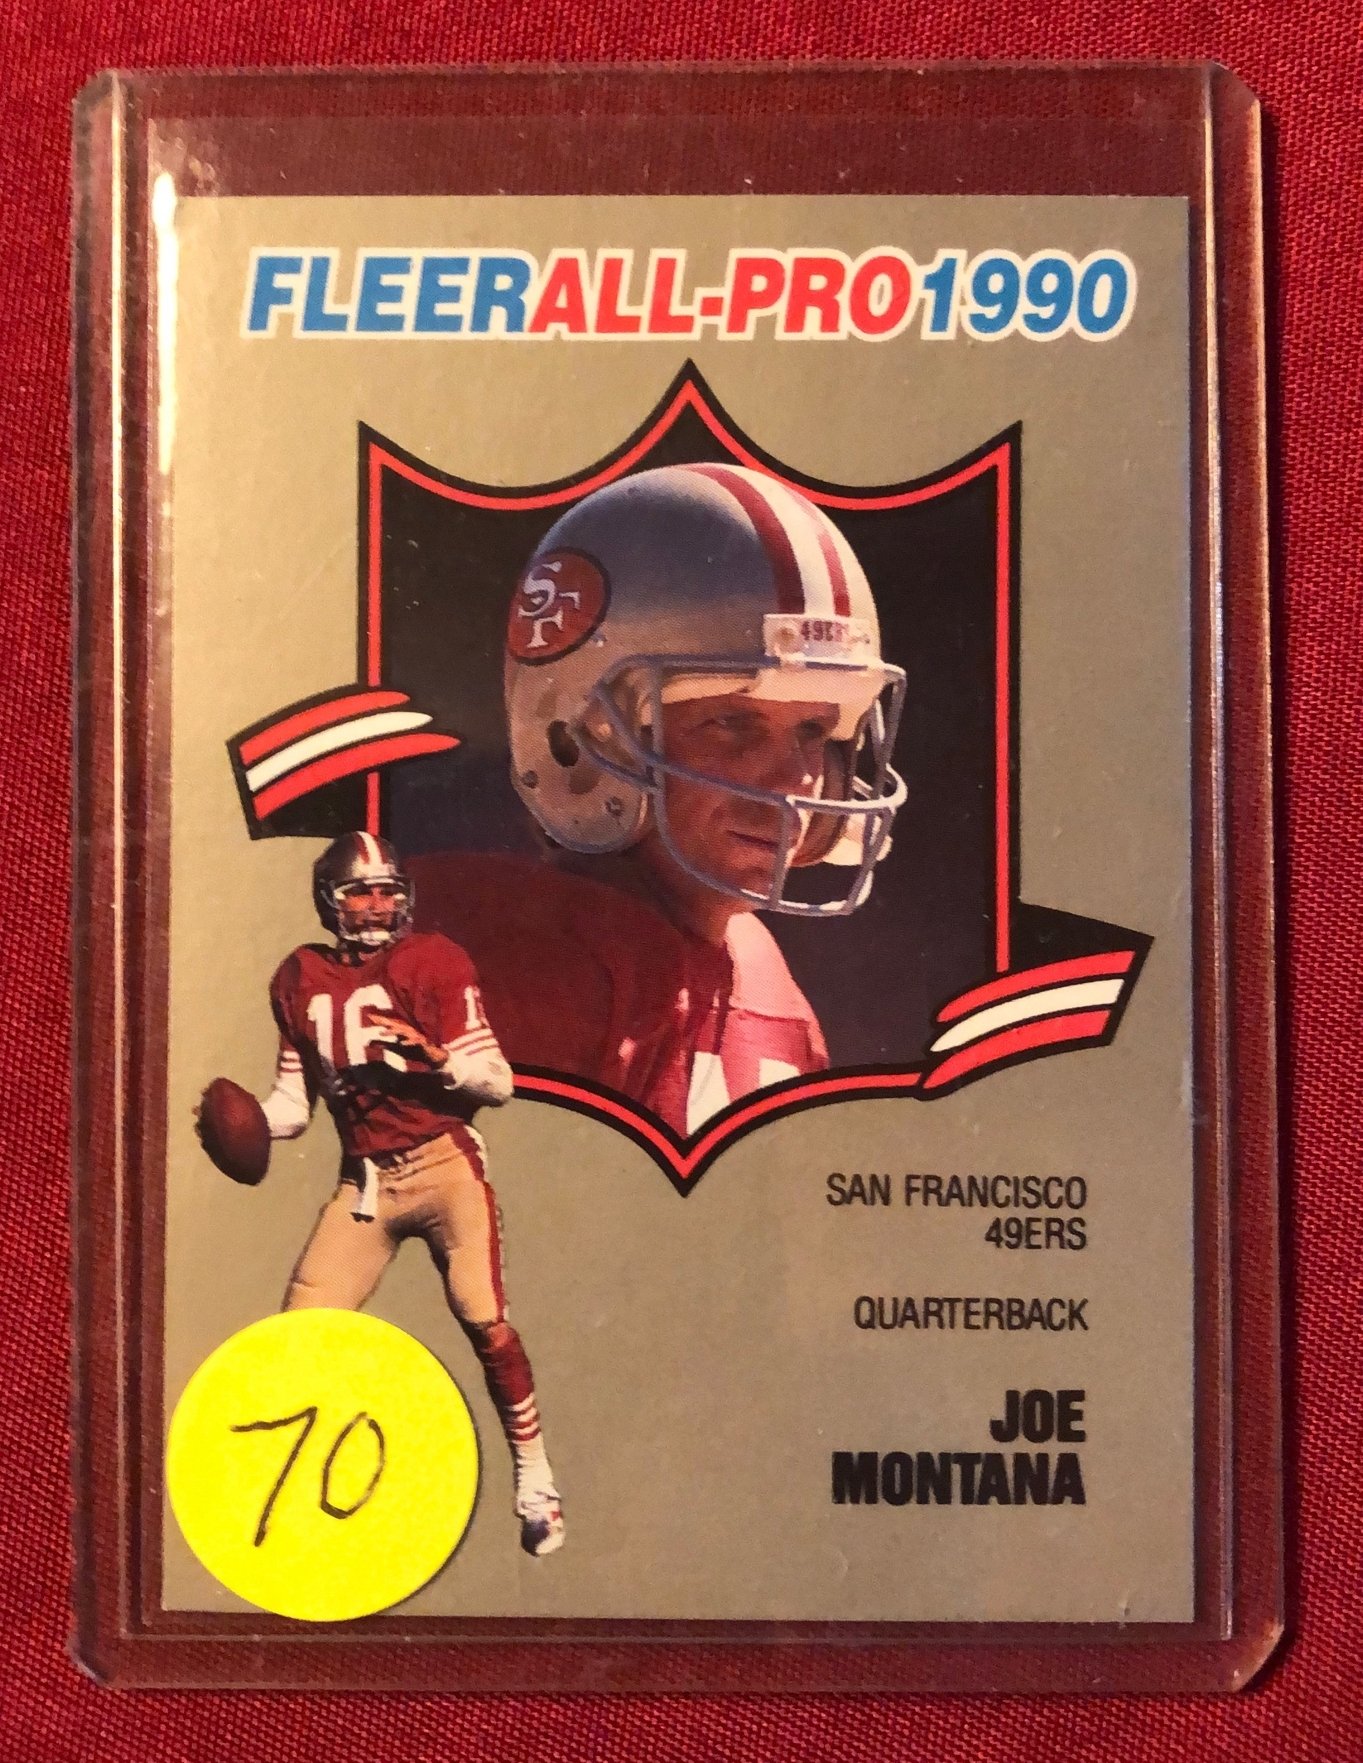 FLEERALL-PRO1990
SF
49ERS
16
SAN FRANCISCO
49ERS
QUARTERBACK
JOE
MONTANA
70